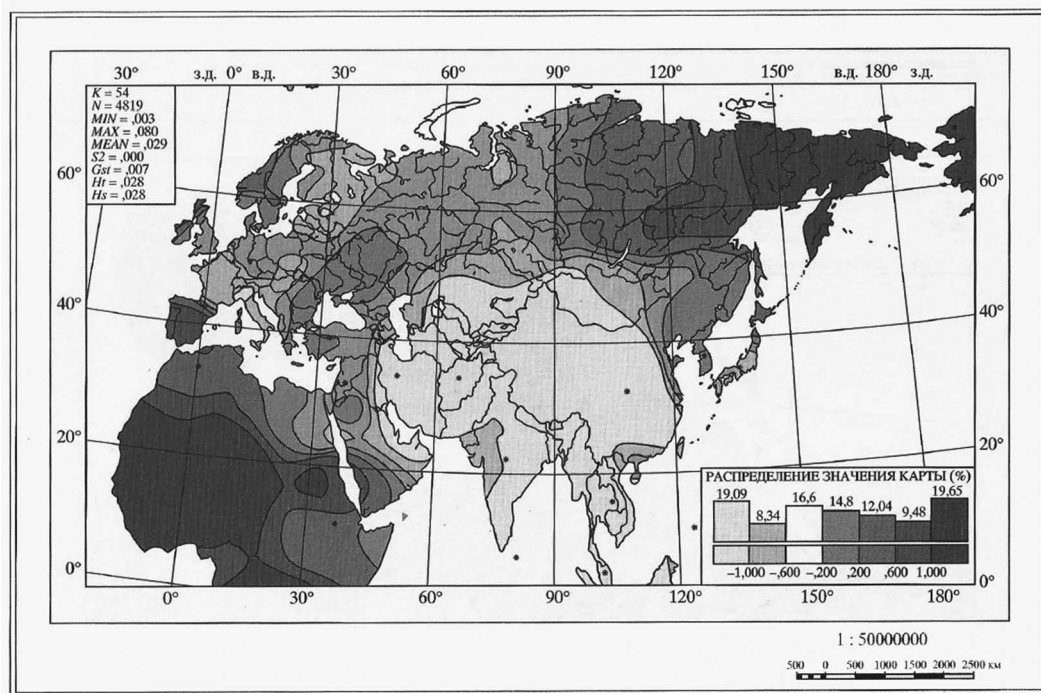 30° з.д. 0° в.д. 30° 60° 90° 120° 150° в.д. 180° з.д.
K = 54
N = 4819
MIN = ,003
MAX = ,080
MEAN = ,029
S2 = ,000
Gst = ,007
Ht = ,028
Hs = ,028
60° 60°
40° 40°
20° 20°
РАСПРЕДЕЛЕНИЕ ЗНАЧЕНИЯ КАРТЫ (%)
19,09 8,34 16,6 14,8 12,04 9,48 19,65
–1,000 –,600 –,200 ,200 ,600 1,000
0° 0°
0° 30° 60° 90° 120° 150° 180°
1 : 50000000
500 0 500 1000 1500 2000 2500 км